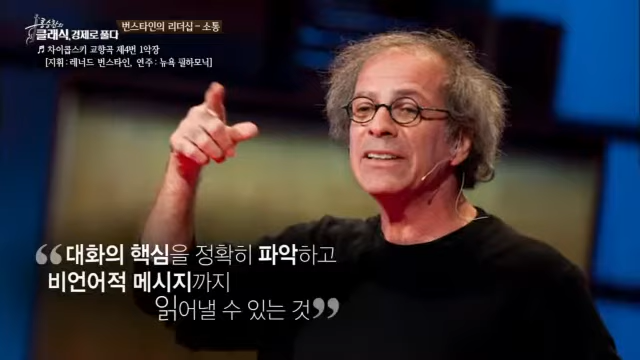 클래식, 경제로 풀다
번스타인의 리더십 - 소통
♬ 차이콥스키 교향곡 제4번 1악장
[지휘 : 레너드 번스타인, 연주 : 뉴욕 필하모닉]
“대화의 핵심을 정확히 파악하고
비언어적 메시지까지
읽어낼 수 있는 것”